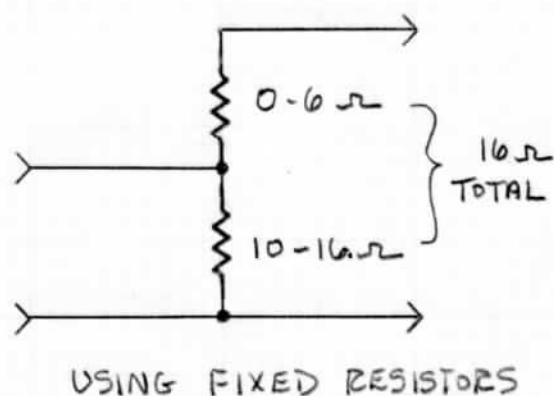 0-6 Ω
16 Ω
TOTAL
10-16 Ω
USING FIXED RESISTORS